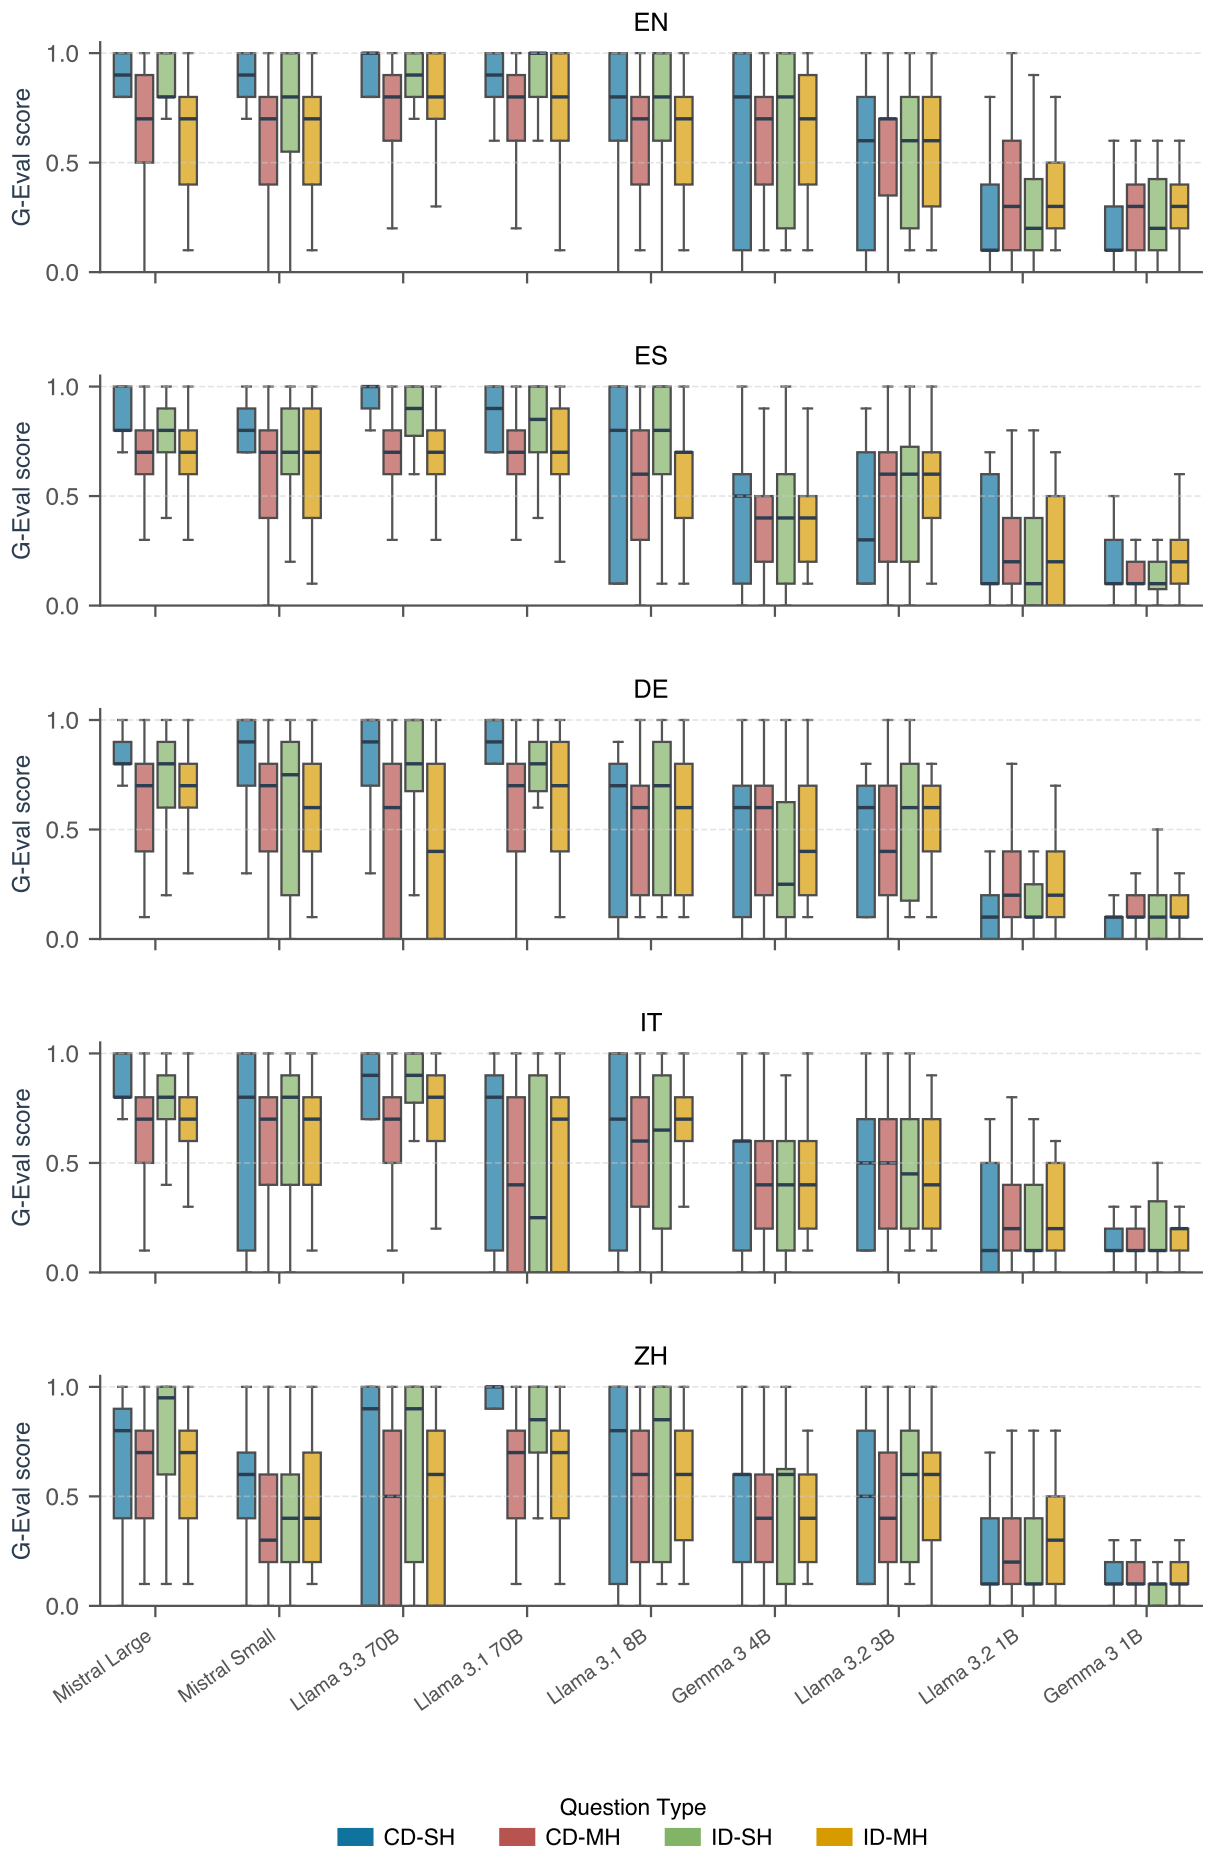 EN
1.0
0.5
0.0
G-Eval score
ES
1.0
0.5
0.0
G-Eval score
DE
1.0
0.5
0.0
G-Eval score
IT
1.0
0.5
0.0
G-Eval score
ZH
1.0
0.5
0.0
G-Eval score
Mistral Large
Mistral Small
Llama 3.3 70B
Llama 3.1 70B
Llama 3.1 8B
Gemma 3 4B
Llama 3.2 3B
Llama 3.2 1B
Gemma 3 1B
Question Type
CD-SH CD-MH ID-SH ID-MH